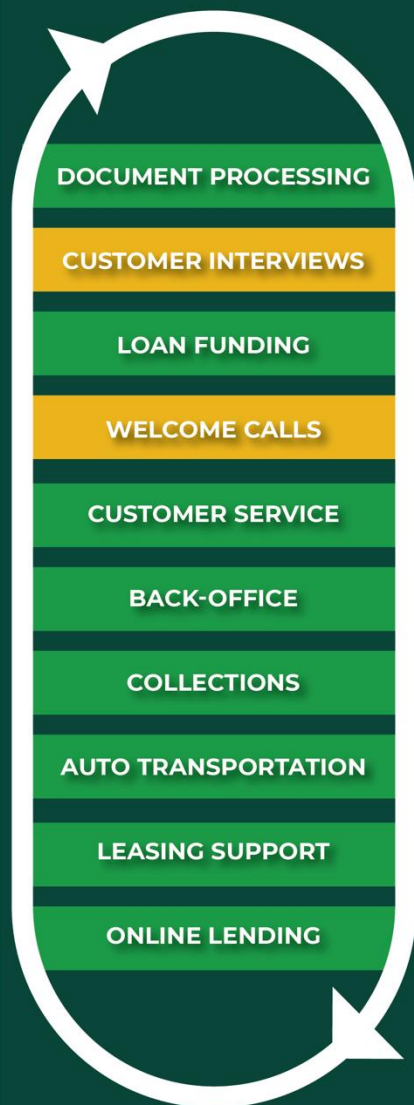 DOCUMENT PROCESSING
CUSTOMER INTERVIEWS
LOAN FUNDING
WELCOME CALLS
CUSTOMER SERVICE
BACK-OFFICE
COLLECTIONS
AUTO TRANSPORTATION
LEASING SUPPORT
ONLINE LENDING